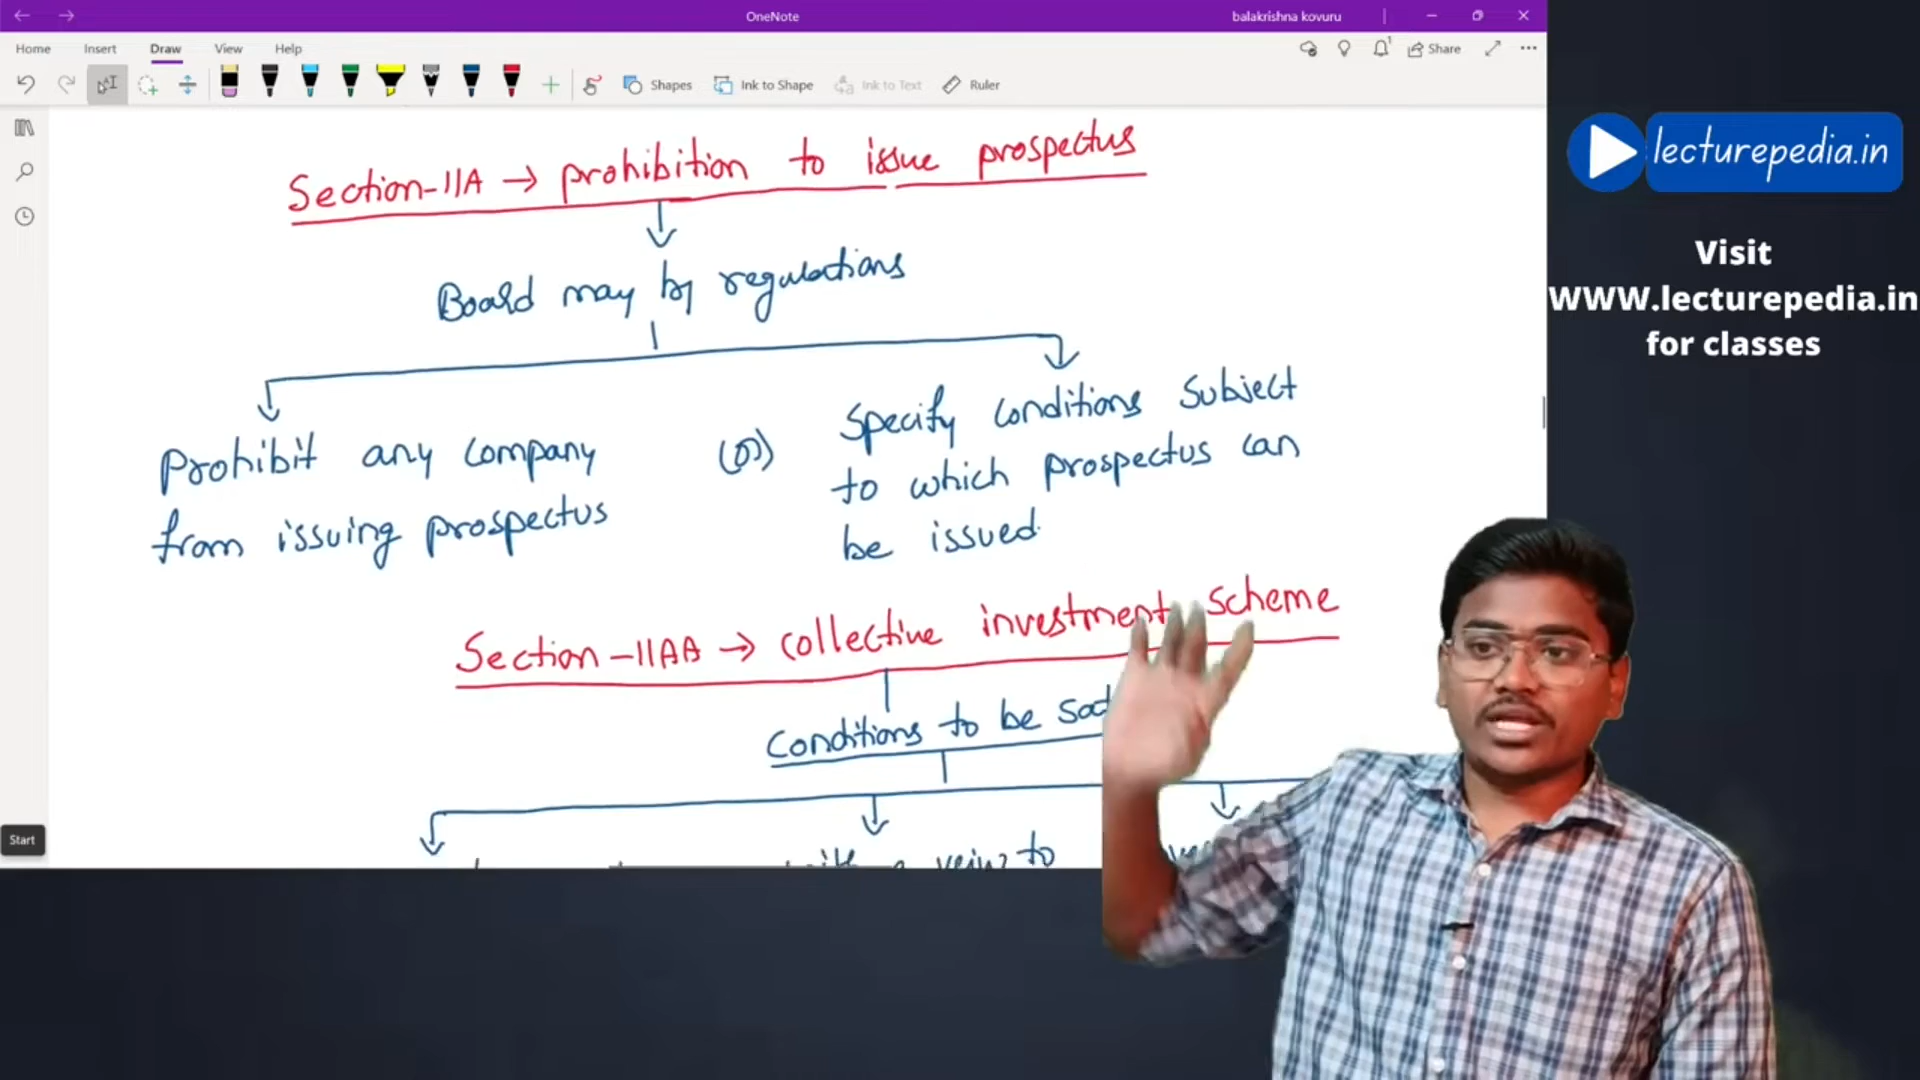 OneNote
balakrishna kovuru
Home Insert Draw View Help
1 Share
Shapes Ink to Shape Ink to Text Ruler
Section-11A → prohibition to issue prospectus
Board may by regulations
Prohibit any company
from issuing prospectus
(or)
Specify conditions subject
to which prospectus can
be issued
Section-11AA → collective investment scheme
Conditions to be
to
Start
lecturepedia.in
Visit
WWW.lecturepedia.in
for classes